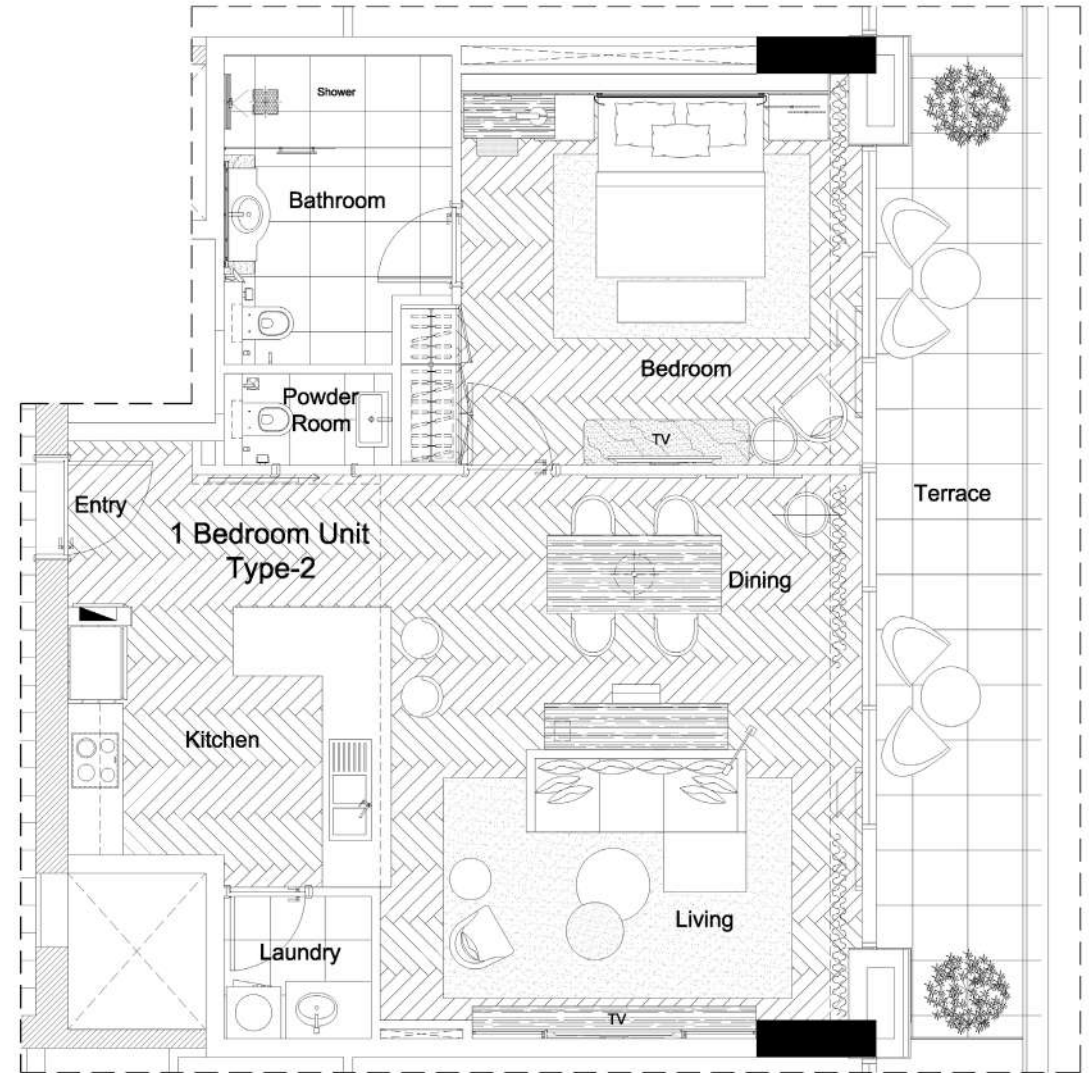 Shower
Bathroom
Bedroom
Powder
Room
TV
Entry
Terrace
1 Bedroom Unit
Type-2
Dining
Kitchen
Living
Laundry
TV